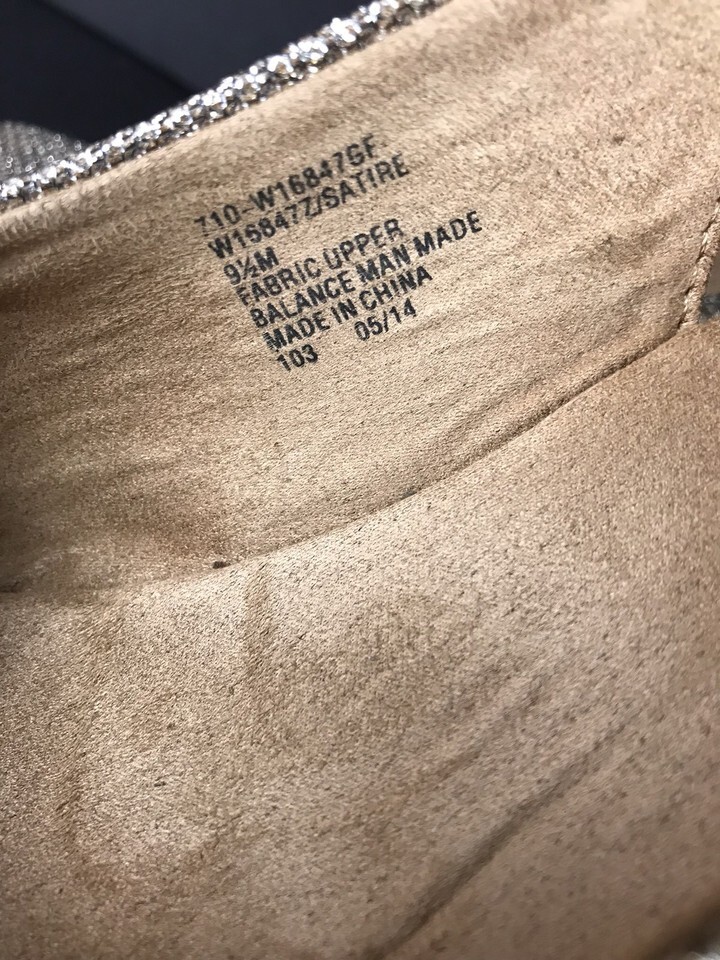 710-W16847GF
W16847Z/SATIRE
9½M
FABRIC UPPER
BALANCE MAN MADE
MADE IN CHINA
103 05/14